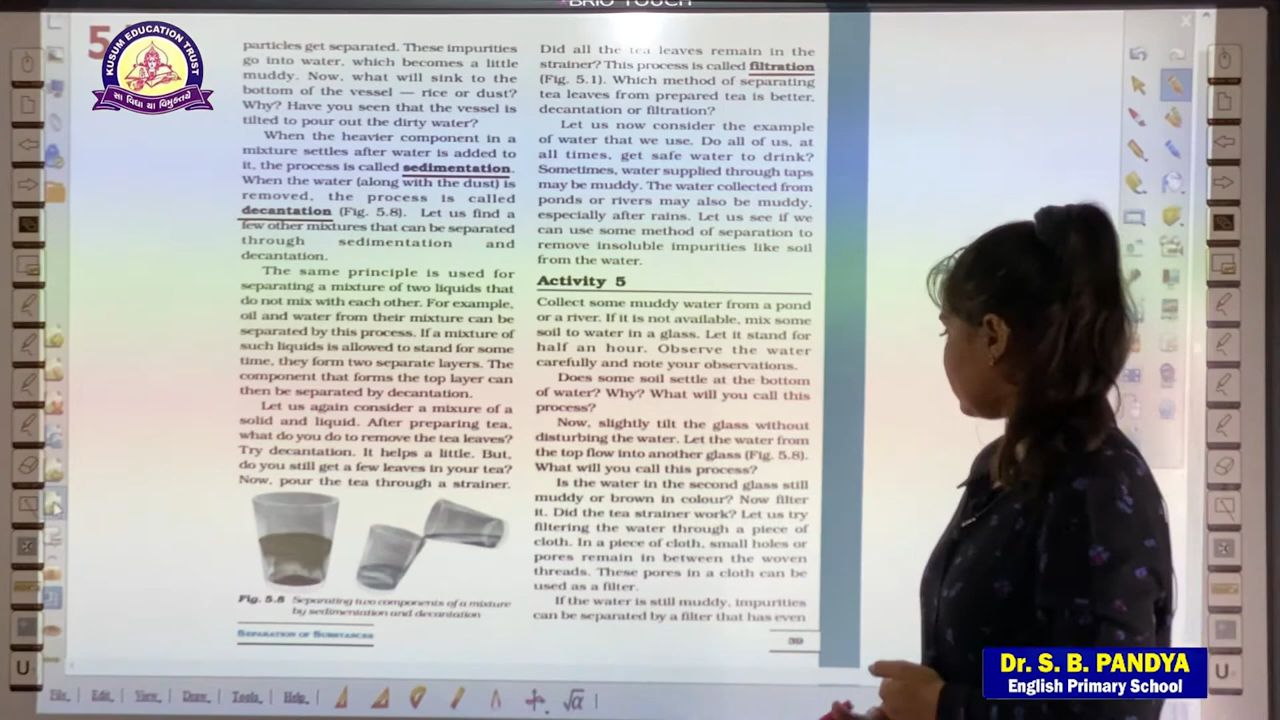 BRIO TOUCH
5
KUSUM EDUCATION TRUST
સા વિદ્યા યા વિમુક્તયે
particles get separated. These impurities
go into water, which becomes a little
muddy. Now, what will sink to the
bottom of the vessel — rice or dust?
Why? Have you seen that the vessel is
tilted to pour out the dirty water?
When the heavier component in a
mixture settles after water is added to
it, the process is called sedimentation.
When the water (along with the dust) is
removed, the process is called
decantation (Fig. 5.8). Let us find a
few other mixtures that can be separated
through sedimentation and
decantation.
The same principle is used for
separating a mixture of two liquids that
do not mix with each other. For example,
oil and water from their mixture can be
separated by this process. If a mixture of
such liquids is allowed to stand for some
time, they form two separate layers. The
component that forms the top layer can
then be separated by decantation.
Let us again consider a mixture of a
solid and liquid. After preparing tea,
what do you do to remove the tea leaves?
Try decantation. It helps a little. But,
do you still get a few leaves in your tea?
Now, pour the tea through a strainer.
Fig. 5.8 Separating two components of a mixture
by sedimentation and decantation
SEPARATION OF SUBSTANCES
Did all the tea leaves remain in the
strainer? This process is called filtration
(Fig. 5.1). Which method of separating
tea leaves from prepared tea is better,
decantation or filtration?
Let us now consider the example
of water that we use. Do all of us, at
all times, get safe water to drink?
Sometimes, water supplied through taps
may be muddy. The water collected from
ponds or rivers may also be muddy,
especially after rains. Let us see if we
can use some method of separation to
remove insoluble impurities like soil
from the water.
Activity 5
Collect some muddy water from a pond
or a river. If it is not available, mix some
soil to water in a glass. Let it stand for
half an hour. Observe the water
carefully and note your observations.
Does some soil settle at the bottom
of water? Why? What will you call this
process?
Now, slightly tilt the glass without
disturbing the water. Let the water from
the top flow into another glass (Fig. 5.8).
What will you call this process?
Is the water in the second glass still
muddy or brown in colour? Now filter
it. Did the tea strainer work? Let us try
filtering the water through a piece of
cloth. In a piece of cloth, small holes or
pores remain in between the woven
threads. These pores in a cloth can be
used as a filter.
If the water is still muddy, impurities
can be separated by a filter that has even
39
File Edit View Draw Tools Help
√α
U
U
Dr. S. B. PANDYA
English Primary School